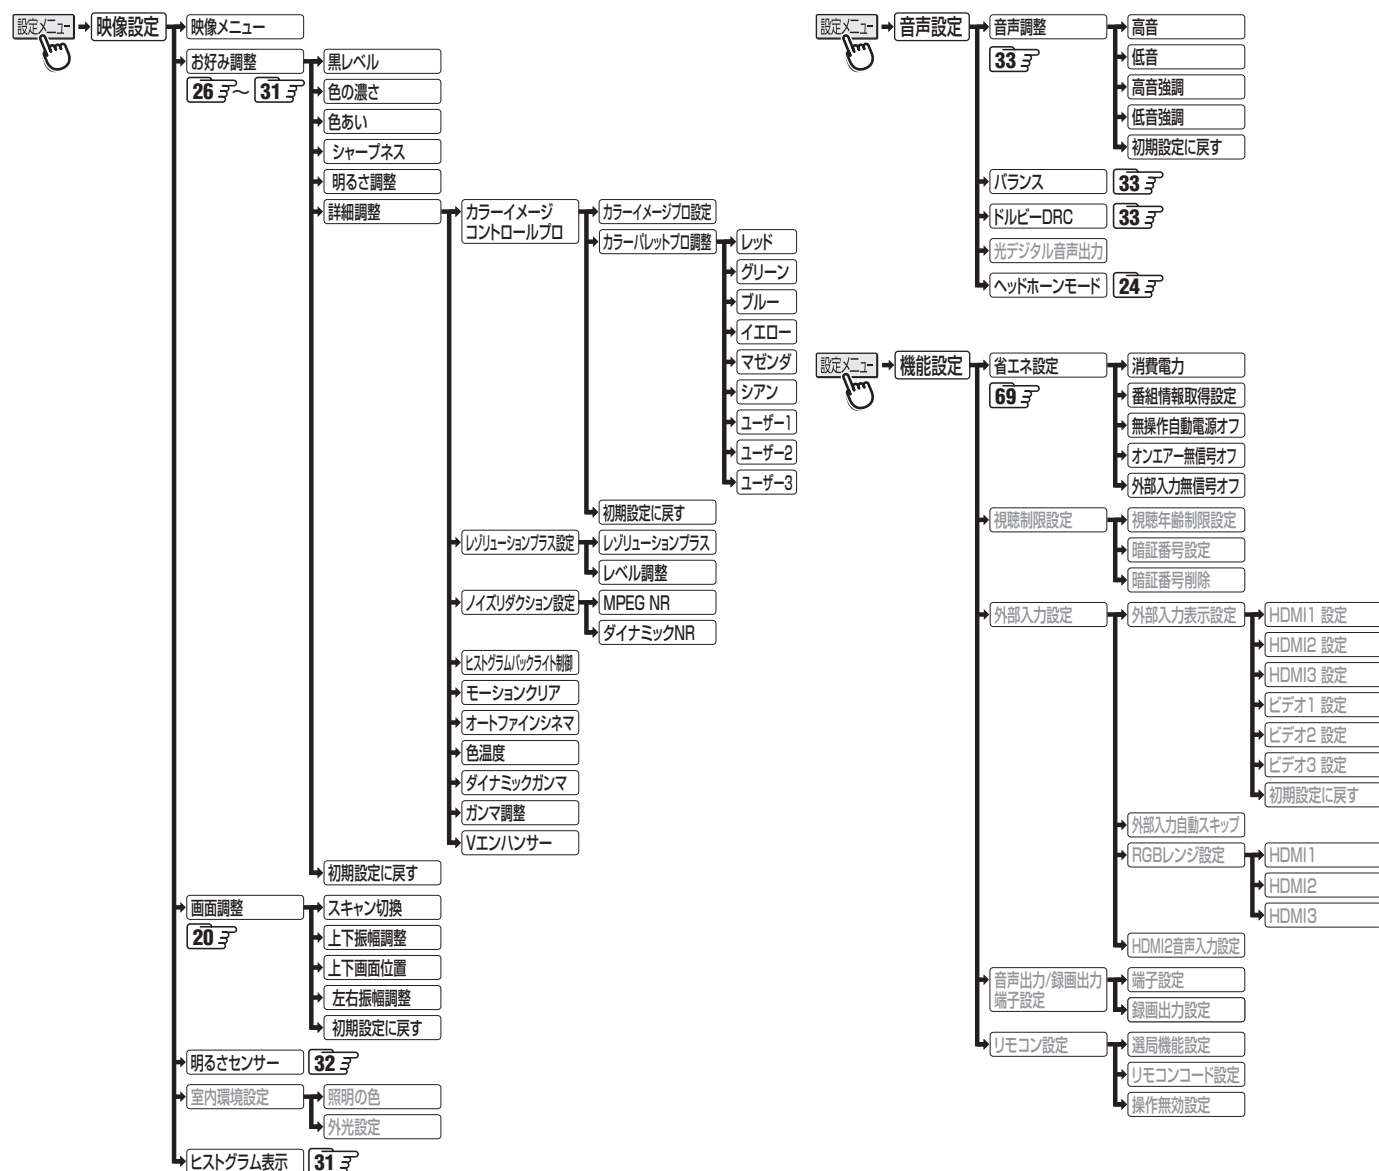 設定メニュー
映像設定
映像メニュー
お好み調整
26 ~ 31
黒レベル
色の濃さ
色あい
シャープネス
明るさ調整
詳細調整
カラーイメージ
コントロールプロ
カラーイメージプロ設定
カラーパレットプロ調整
レッド
グリーン
ブルー
イエロー
マゼンダ
シアン
ユーザー1
ユーザー2
ユーザー3
初期設定に戻す
レゾリューションプラス設定
レゾリューションプラス
レベル調整
ノイズリダクション設定
MPEG NR
ダイナミックNR
ヒストグラムバックライト制御
モーションクリア
オートファインシネマ
色温度
ダイナミックガンマ
ガンマ調整
Vエンハンサー
初期設定に戻す
画面調整
20
スキャン切換
上下振幅調整
上下画面位置
左右振幅調整
初期設定に戻す
明るさセンサー
32
室内環境設定
照明の色
外光設定
ヒストグラム表示
31
設定メニュー
音声設定
音声調整
33
高音
低音
高音強調
低音強調
初期設定に戻す
バランス
33
ドルビーDRC
33
光デジタル音声出力
ヘッドホーンモード
24
設定メニュー
機能設定
省エネ設定
69
消費電力
番組情報取得設定
無操作自動電源オフ
オンエアー無信号オフ
外部入力無信号オフ
視聴制限設定
視聴年齢制限設定
暗証番号設定
暗証番号削除
外部入力設定
外部入力表示設定
HDMI1 設定
HDMI2 設定
HDMI3 設定
ビデオ1 設定
ビデオ2 設定
ビデオ3 設定
初期設定に戻す
外部入力自動スキップ
RGBレンジ設定
HDMI1
HDMI2
HDMI3
HDMI2音声入力設定
音声出力/録画出力
端子設定
端子設定
録画出力設定
リモコン設定
選局機能設定
リモコンコード設定
操作無効設定